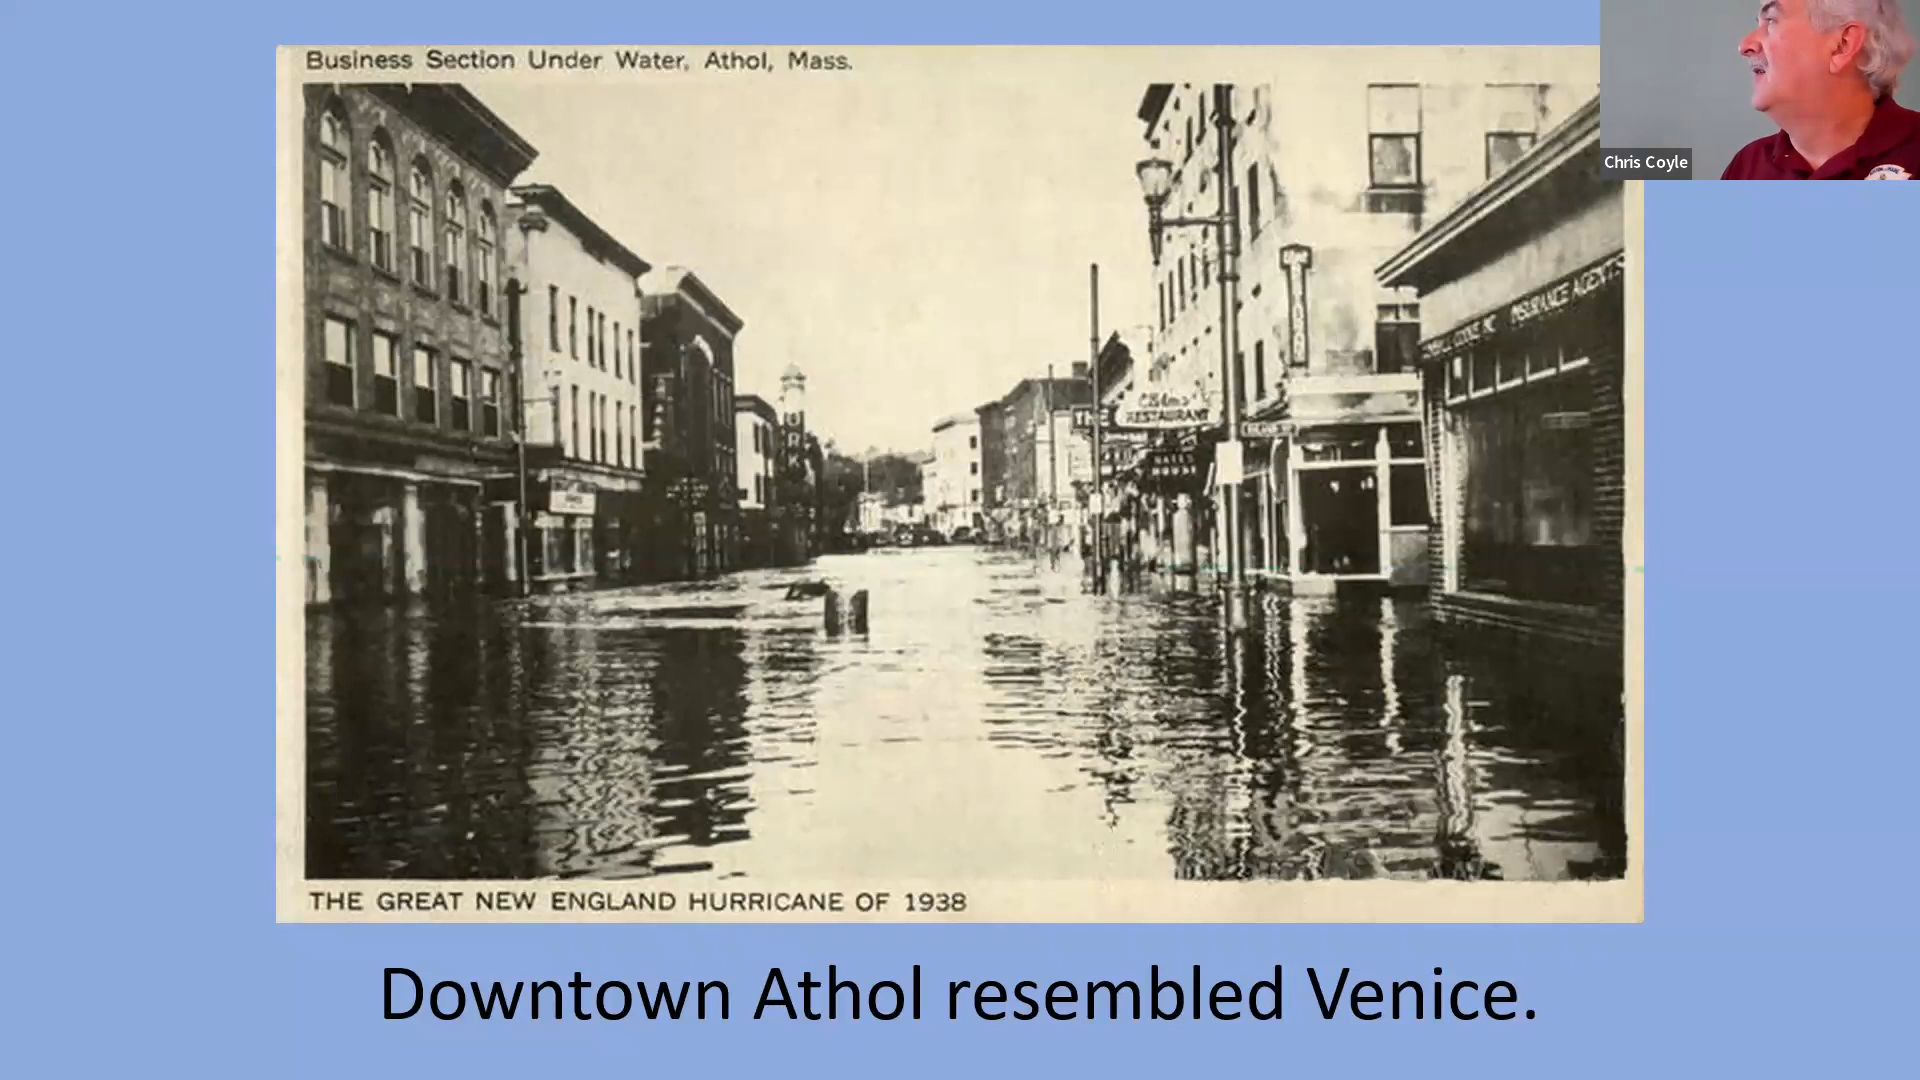 Business Section Under Water, Athol, Mass.
Chris Coyle
INSURANCE AGENTS
THE
RESTAURANT
THE GREAT NEW ENGLAND HURRICANE OF 1938
Downtown Athol resembled Venice.